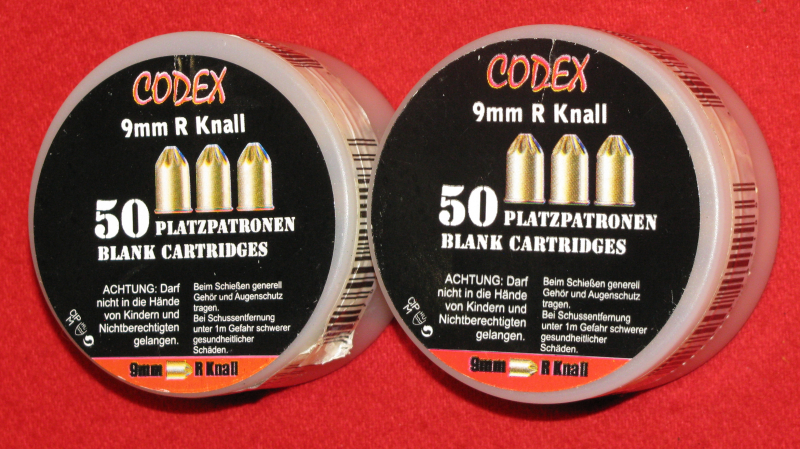 CODEX
9mm R Knall
50 PLATZPATRONEN
BLANK CARTRIDGES
ACHTUNG: Darf
nicht in die Hände
von Kindern und
Nichtberechtigten
gelangen.
Beim Schießen generell
Gehör und Augenschutz
tragen.
Bei Schussentfernung
unter 1m Gefahr schwerer
gesundheitlicher
Schäden.
9mm R Knall
CODEX
9mm R Knall
50 PLATZPATRONEN
BLANK CARTRIDGES
ACHTUNG: Darf
nicht in die Hände
von Kindern und
Nichtberechtigten
gelangen.
Beim Schießen generell
Gehör und Augenschutz
tragen.
Bei Schussentfernung
unter 1m Gefahr schwerer
gesundheitlicher
Schäden.
9mm R Knall